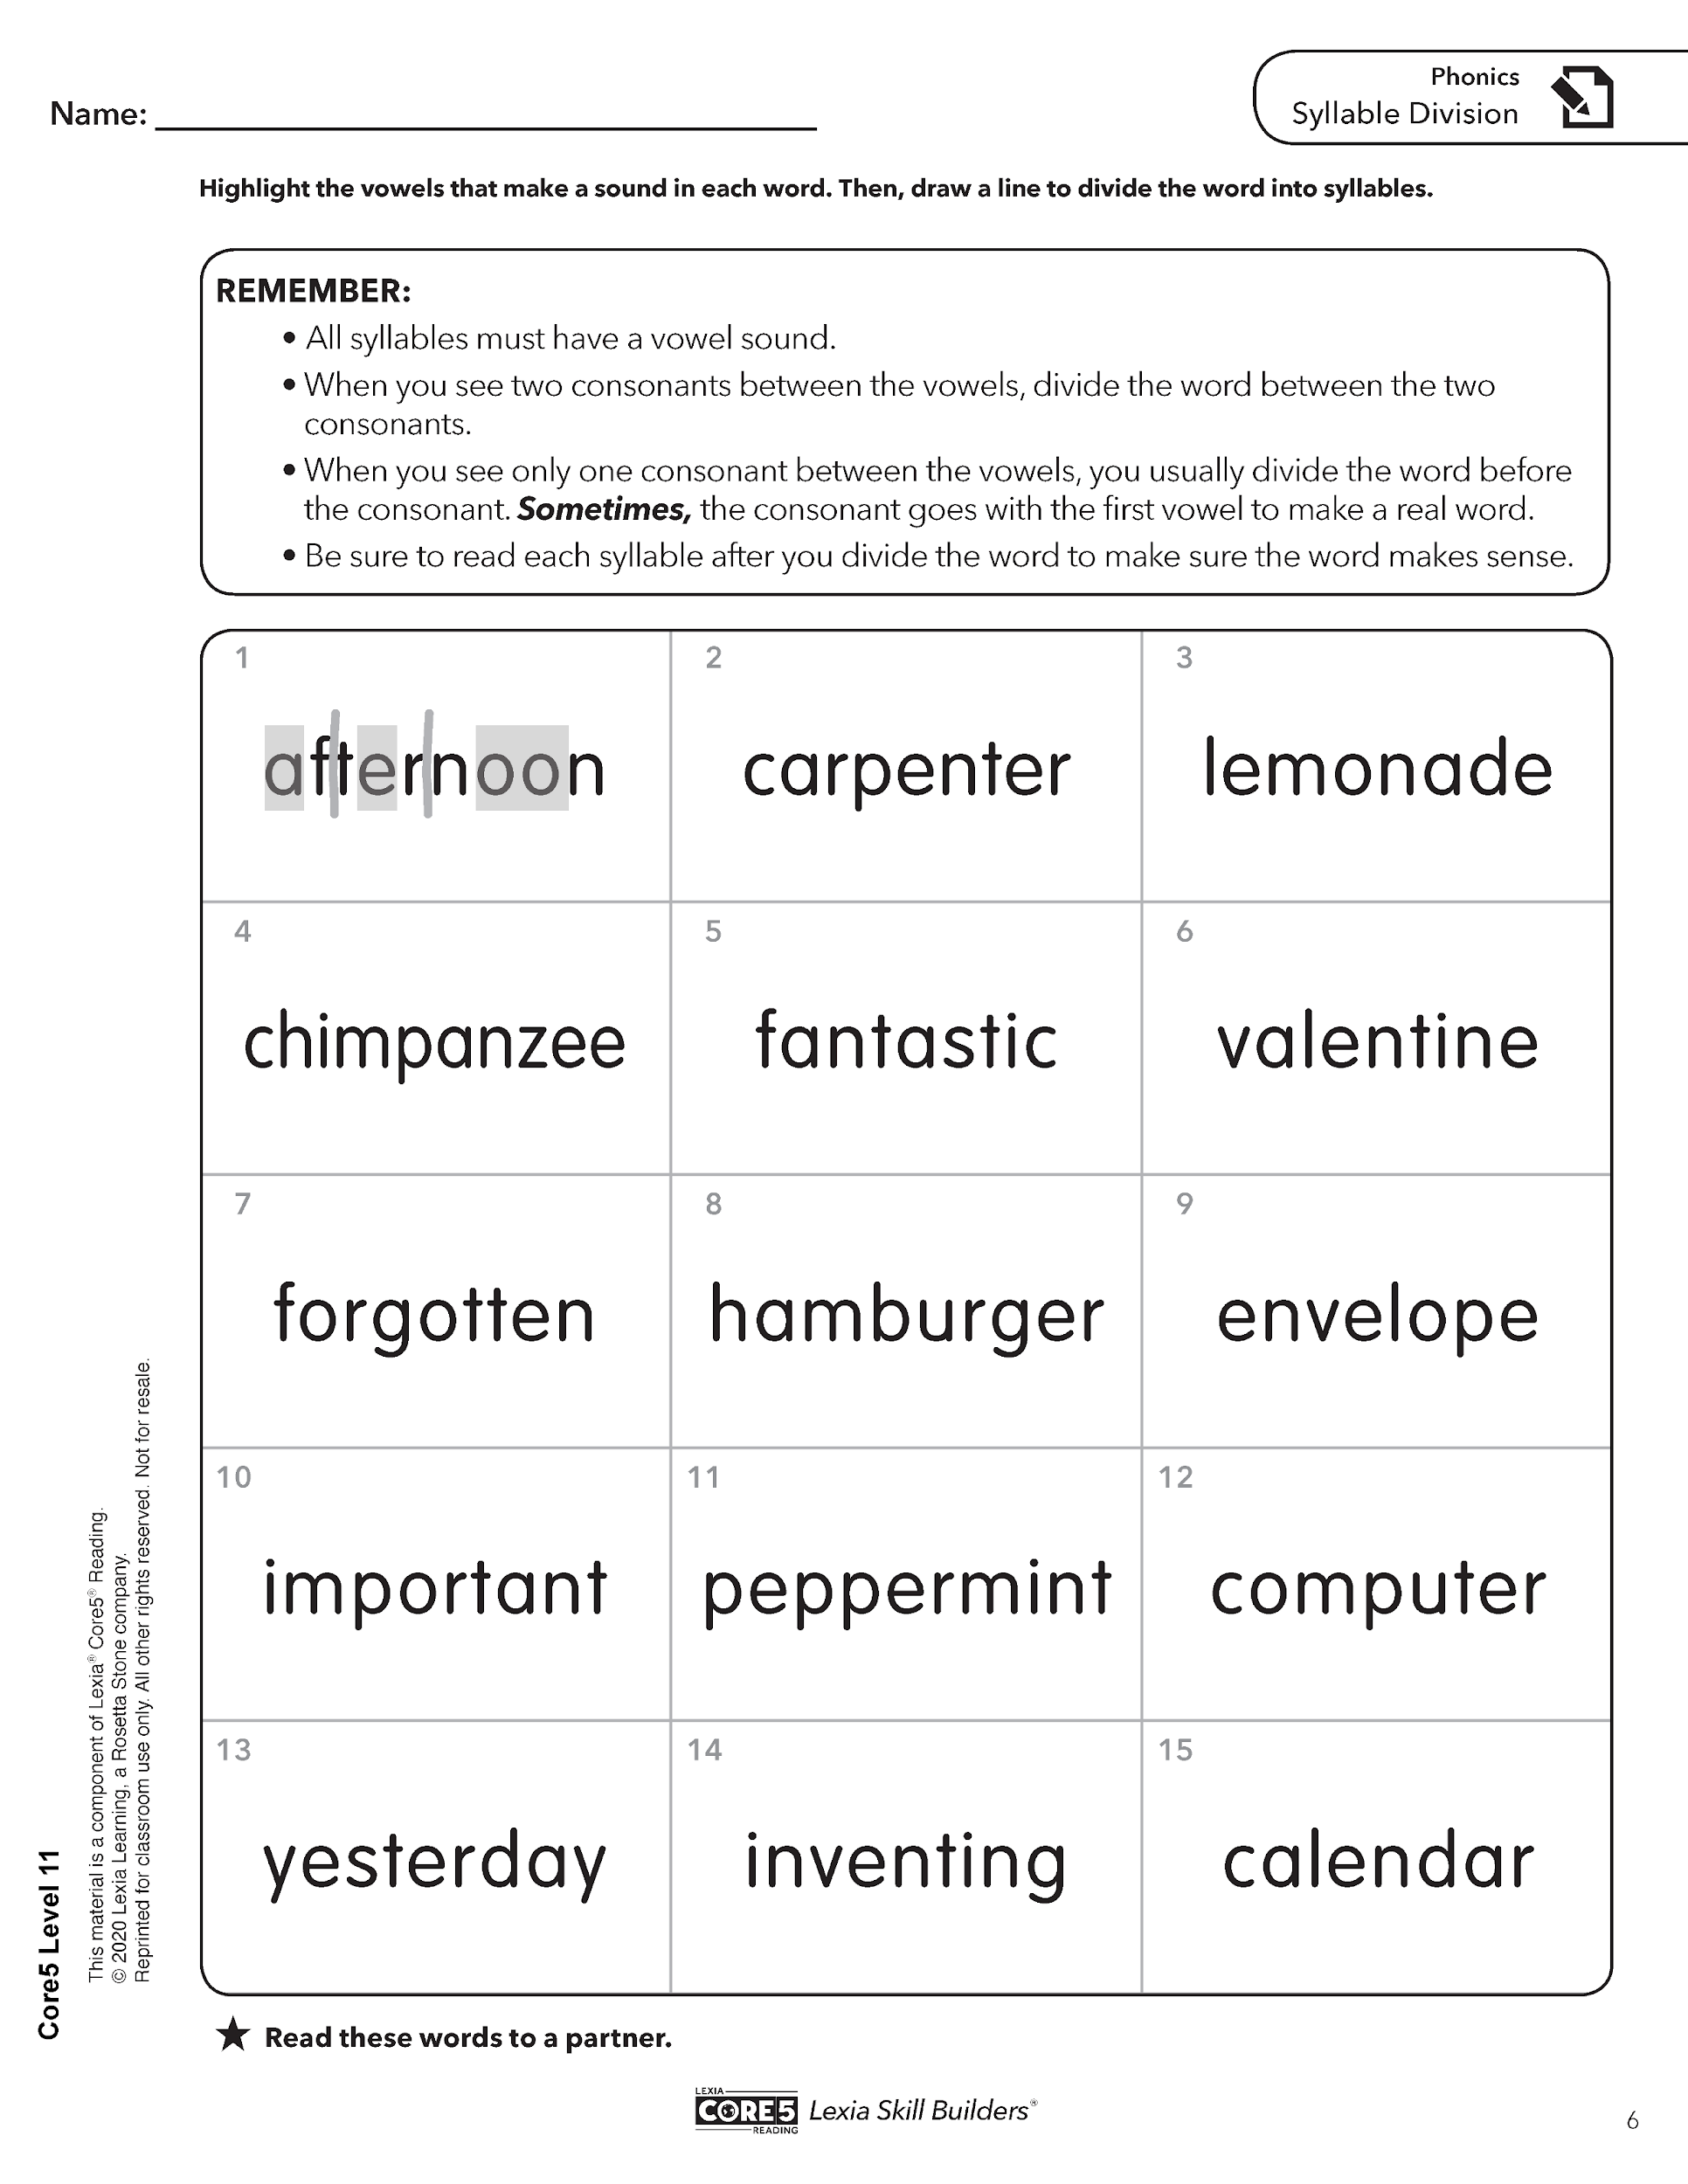 Name:
Phonics
Syllable Division
Highlight the vowels that make a sound in each word. Then, draw a line to divide the word into syllables.
REMEMBER:
• All syllables must have a vowel sound.
• When you see two consonants between the vowels, divide the word between the two
consonants.
• When you see only one consonant between the vowels, you usually divide the word before
the consonant. Sometimes, the consonant goes with the first vowel to make a real word.
• Be sure to read each syllable after you divide the word to make sure the word makes sense.
1
afternoon
2
carpenter
3
lemonade
4
chimpanzee
5
fantastic
6
valentine
7
forgotten
8
hamburger
9
envelope
10
important
11
peppermint
12
computer
13
yesterday
14
inventing
15
calendar
★ Read these words to a partner.
Core5 Level 11
This material is a component of Lexia® Core5® Reading.
© 2020 Lexia Learning, a Rosetta Stone company.
Reprinted for classroom use only. All other rights reserved. Not for resale.
LEXIA
CORE5
READING
Lexia Skill Builders®
6